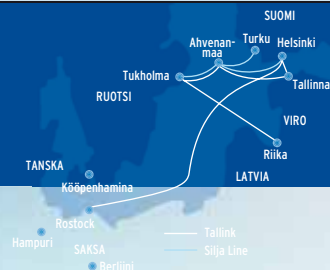 SUOMI
Ahvenan-
maa
Turku
Helsinki
Tukholma
Tallinna
RUOTSI
VIRO
Riika
TANSKA
LATVIA
Kööpenhamina
Rostock
Hampuri
SAKSA
Berliini
Tallink
Silja Line